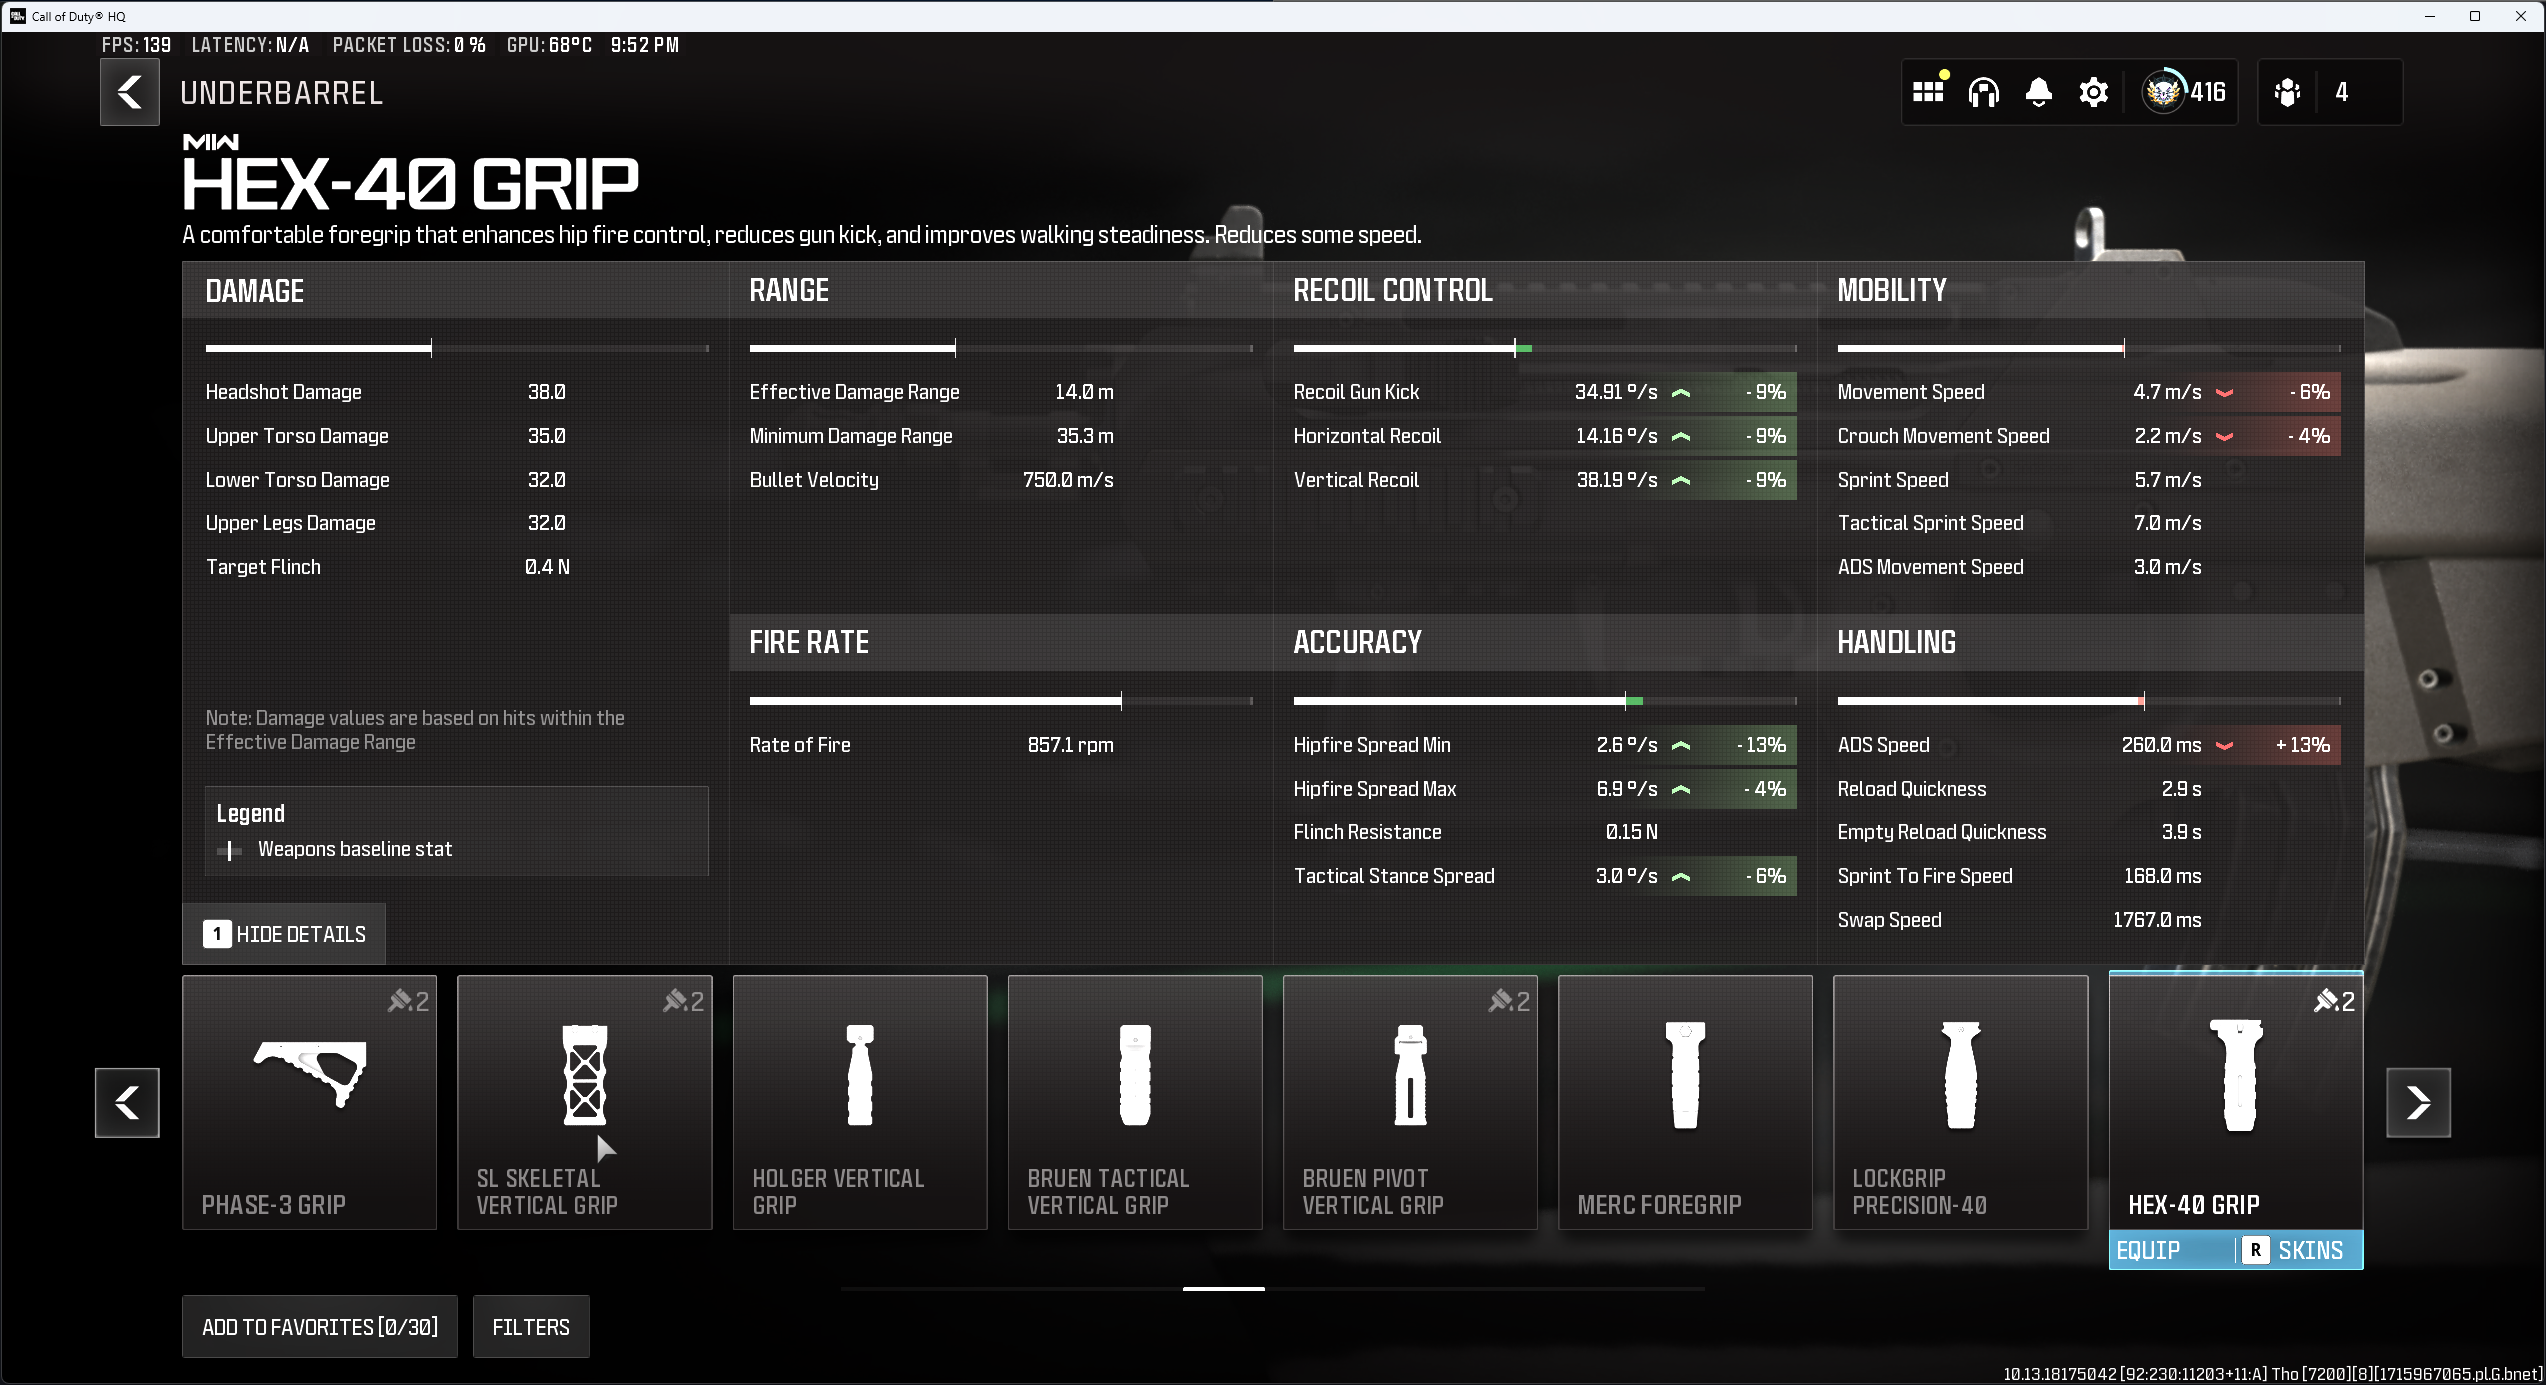 Call of Duty® HQ
FPS: 139 LATENCY: N/A PACKET LOSS: 0 % GPU: 68°C 9:52 PM
UNDERBARREL
416
4
MW
HEX-40 GRIP
A comfortable foregrip that enhances hip fire control, reduces gun kick, and improves walking steadiness. Reduces some speed.
DAMAGE
Headshot Damage 38.0
Upper Torso Damage 35.0
Lower Torso Damage 32.0
Upper Legs Damage 32.0
Target Flinch 0.4 N
Note: Damage values are based on hits within the
Effective Damage Range
Legend
Weapons baseline stat
1 HIDE DETAILS
RANGE
Effective Damage Range 14.0 m
Minimum Damage Range 35.3 m
Bullet Velocity 750.0 m/s
FIRE RATE
Rate of Fire 857.1 rpm
RECOIL CONTROL
Recoil Gun Kick 34.91 º/s - 9%
Horizontal Recoil 14.16 º/s - 9%
Vertical Recoil 38.19 º/s - 9%
ACCURACY
Hipfire Spread Min 2.6 º/s - 13%
Hipfire Spread Max 6.9 º/s - 4%
Flinch Resistance 0.15 N
Tactical Stance Spread 3.0 º/s - 6%
MOBILITY
Movement Speed 4.7 m/s - 6%
Crouch Movement Speed 2.2 m/s - 4%
Sprint Speed 5.7 m/s
Tactical Sprint Speed 7.0 m/s
ADS Movement Speed 3.0 m/s
HANDLING
ADS Speed 260.0 ms + 13%
Reload Quickness 2.9 s
Empty Reload Quickness 3.9 s
Sprint To Fire Speed 168.0 ms
Swap Speed 1767.0 ms
2
PHASE-3 GRIP
2
SL SKELETAL
VERTICAL GRIP
HOLGER VERTICAL
GRIP
BRUEN TACTICAL
VERTICAL GRIP
2
BRUEN PIVOT
VERTICAL GRIP
MERC FOREGRIP
LOCKGRIP
PRECISION-40
2
HEX-40 GRIP
EQUIP R SKINS
ADD TO FAVORITES [0/30]
FILTERS
10.13.18175042 [92:230:11203+11:A] Tho [7200][8][1715967065.pl.G.bnet]